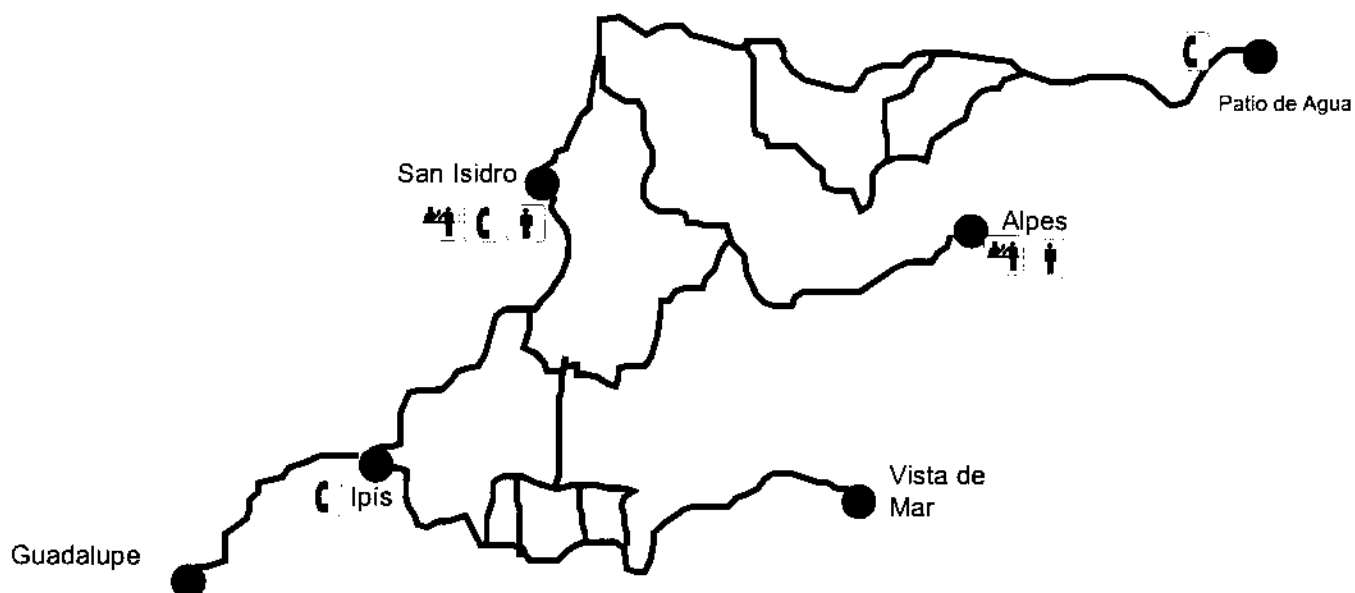 Patio de Agua
San Isidro
Alpes
Vista de
Mar
Ipís
Guadalupe